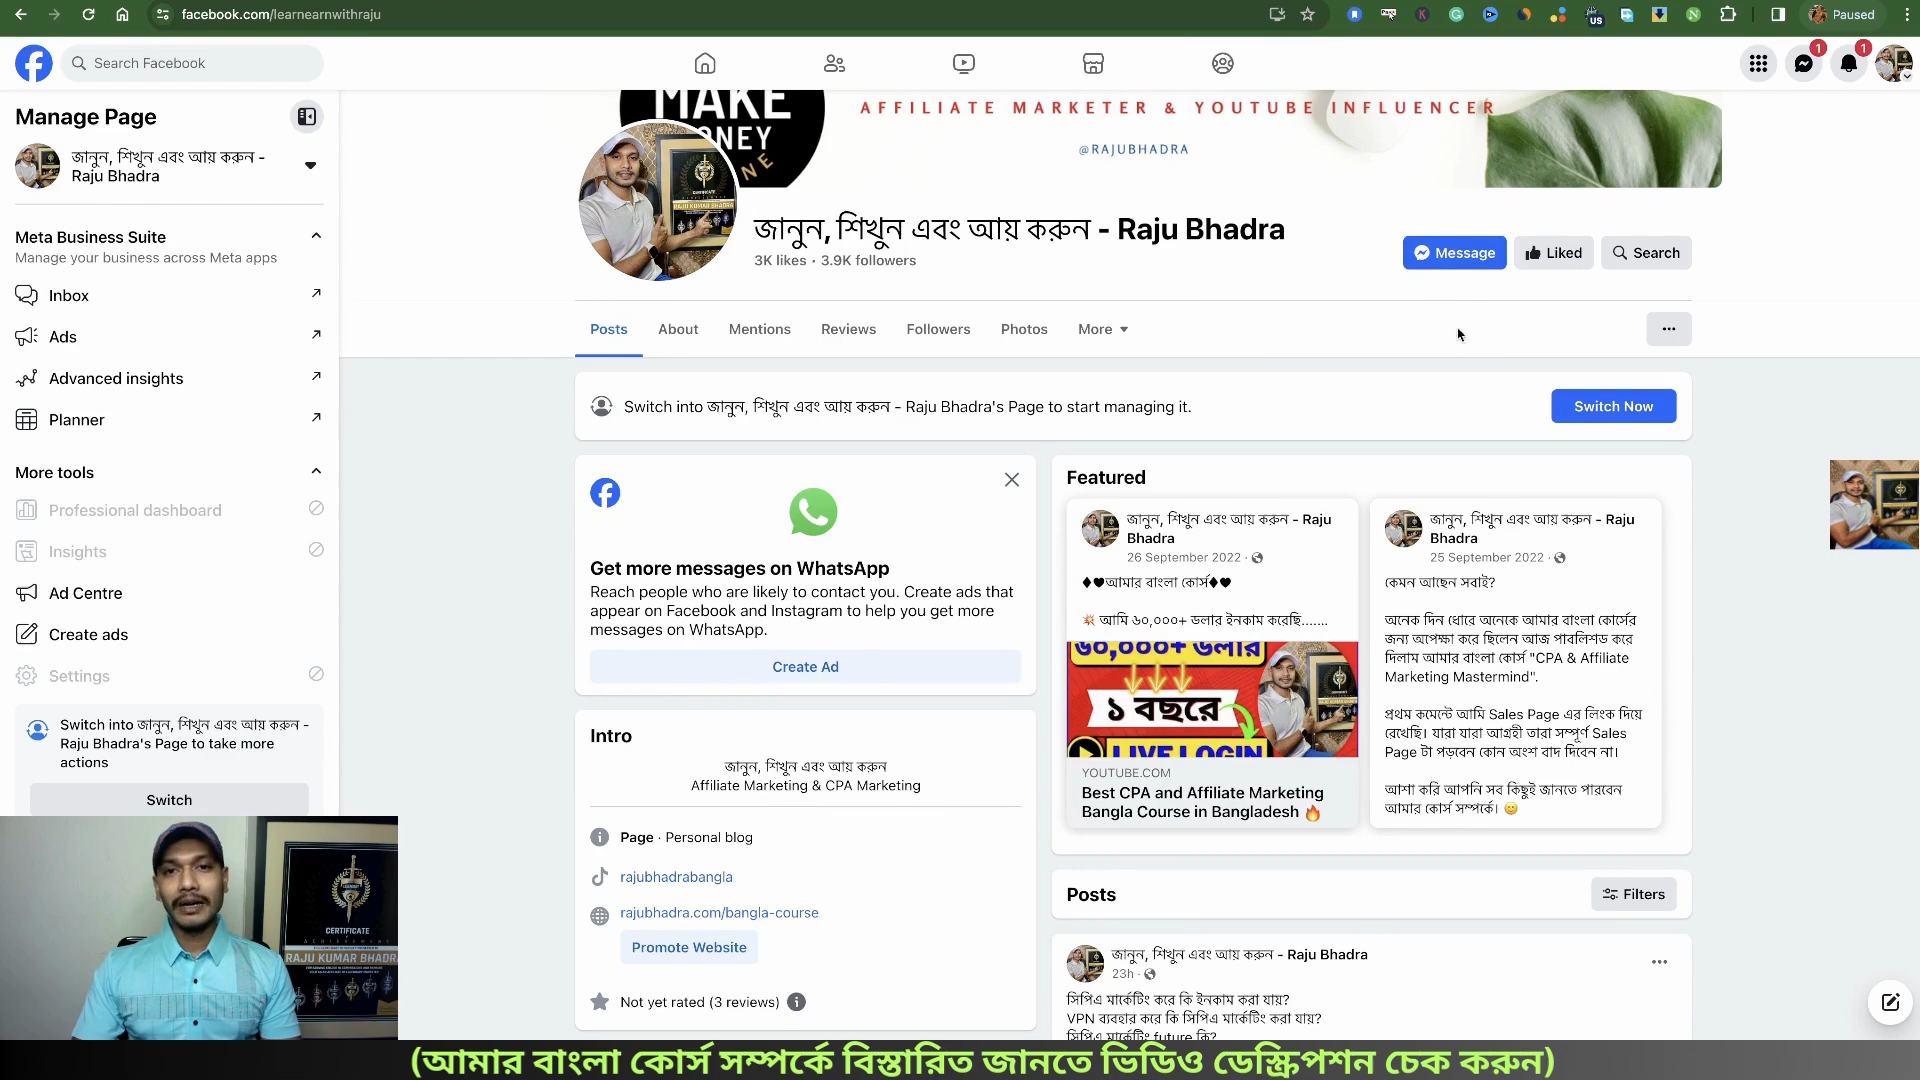 facebook.com/learnearnwithraju
Paused
Search Facebook
1
1
Manage Page
জানুন, শিখুন এবং আয় করুন -
Raju Bhadra
Meta Business Suite
Manage your business across Meta apps
Inbox
Ads
Advanced insights
Planner
More tools
Professional dashboard
Insights
Ad Centre
Create ads
Settings
Switch into জানুন, শিখুন এবং আয় করুন -
Raju Bhadra's Page to take more
actions
Switch
MAKE
MONEY
NE
AFFILIATE MARKETER & YOUTUBE INFLUENCER
@RAJUBHADRA
জানুন, শিখুন এবং আয় করুন - Raju Bhadra
3K likes · 3.9K followers
Message
Liked
Search
Posts
About
Mentions
Reviews
Followers
Photos
More
Switch into জানুন, শিখুন এবং আয় করুন - Raju Bhadra's Page to start managing it.
Switch Now
Get more messages on WhatsApp
Reach people who are likely to contact you. Create ads that
appear on Facebook and Instagram to help you get more
messages on WhatsApp.
Create Ad
Intro
জানুন, শিখুন এবং আয় করুন
Affiliate Marketing & CPA Marketing
Page · Personal blog
rajubhadrabangla
rajubhadra.com/bangla-course
Promote Website
Not yet rated (3 reviews)
Featured
জানুন, শিখুন এবং আয় করুন - Raju
Bhadra
26 September 2022 ·
♦♥আমার বাংলা কোর্স♦♥
💥 আমি ৬০,০০০+ ডলার ইনকাম করেছি.......
৬০,০০০+ ডলার
১ বছরে
LIVE LOGIN
YOUTUBE.COM
Best CPA and Affiliate Marketing
Bangla Course in Bangladesh 🔥
জানুন, শিখুন এবং আয় করুন - Raju
Bhadra
25 September 2022 ·
কেমন আছেন সবাই?
অনেক দিন ধোরে অনেকে আমার বাংলা কোর্সের
জন্য অপেক্ষা করে ছিলেন আজ পাবলিশড করে
দিলাম আমার বাংলা কোর্স "CPA & Affiliate
Marketing Mastermind".
প্রথম কমেন্টে আমি Sales Page এর লিংক দিয়ে
রেখেছি। যারা যারা আগ্রহী তারা সম্পূর্ণ Sales
Page টা পড়বেন কোন অংশ বাদ দিবেন না।
আশা করি আপনি সব কিছুই জানতে পারবেন
আমার কোর্স সম্পর্কে। 😊
Posts
Filters
জানুন, শিখুন এবং আয় করুন - Raju Bhadra
23h ·
সিপিএ মার্কেটিং করে কি ইনকাম করা যায়?
VPN ব্যবহার করে কি সিপিএ মার্কেটিং করা যায়?
সিপিএ মার্কেটিং future কি?
CERTIFICATE
RAJU KUMAR BHADRA
(আমার বাংলা কোর্স সম্পর্কে বিস্তারিত জানতে ভিডিও ডেস্ক্রিপশন চেক করুন)